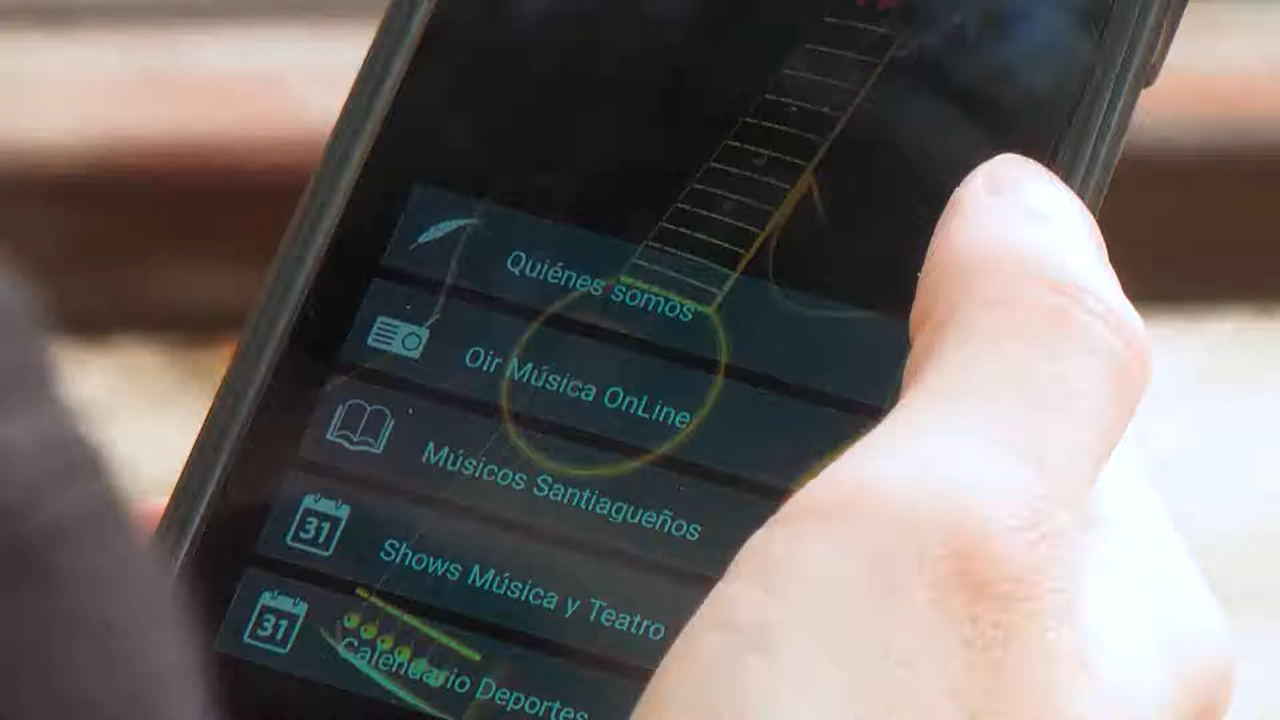 Quiénes somos
Oir Música OnLine
Músicos Santiagueños
31 Shows Música y Teatro
31 Calendario Deportes